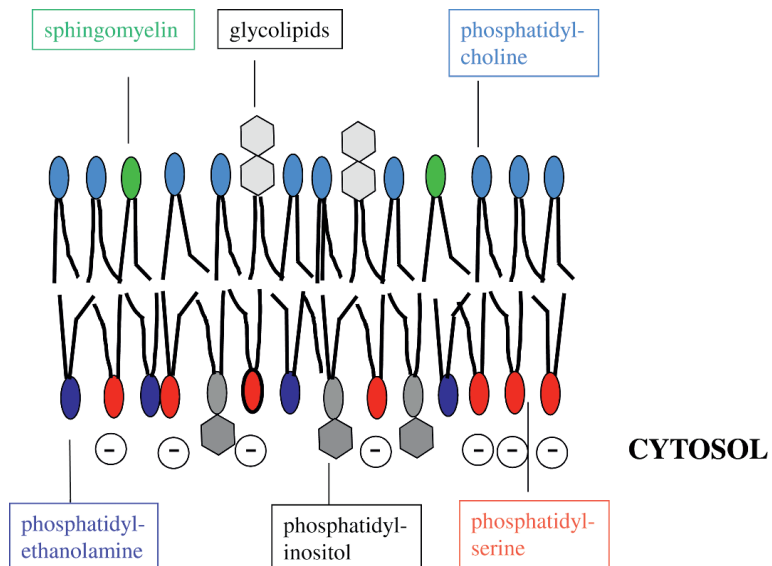 sphingomyelin
glycolipids
phosphatidyl-
choline
- - - - - - -
CYTOSOL
phosphatidyl-
ethanolamine
phosphatidyl-
inositol
phosphatidyl-
serine